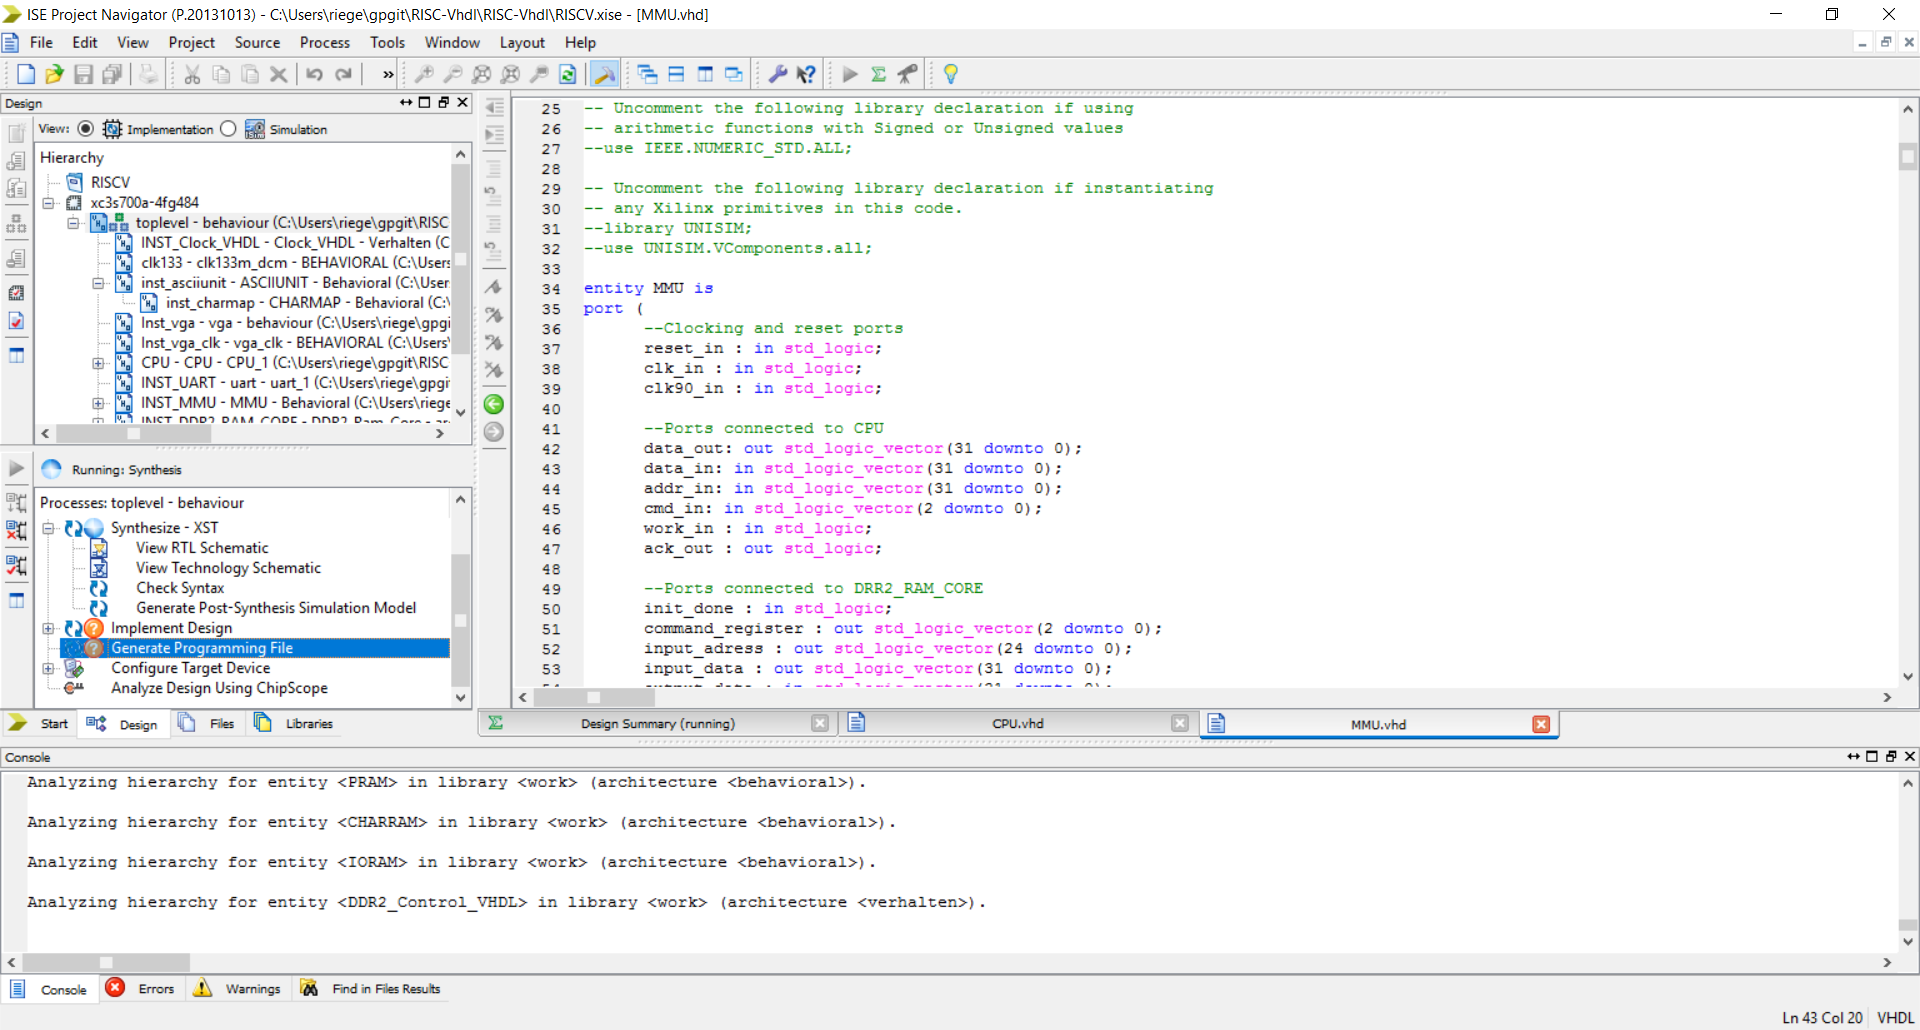 ISE Project Navigator (P.20131013) - C:\Users\riege\gpgit\RISC-Vhdl\RISC-Vhdl\RISCV.xise - [MMU.vhd]
File Edit View Project Source Process Tools Window Layout Help
Design
View: Implementation Simulation
Hierarchy
RISCV
xc3s700a-4fg484
toplevel - behaviour (C:\Users\riege\gpgit\RISC
INST_Clock_VHDL - Clock_VHDL - Verhalten (C
clk133 - clk133m_dcm - BEHAVIORAL (C:\Users
inst_asciiunit - ASCIIUNIT - Behavioral (C:\User
inst_charmap - CHARMAP - Behavioral (C:\
Inst_vga - vga - behaviour (C:\Users\riege\gpgi
Inst_vga_clk - vga_clk - BEHAVIORAL (C:\Users
CPU - CPU - CPU_1 (C:\Users\riege\gpgit\RISC
INST_UART - uart - uart_1 (C:\Users\riege\gpgi
INST_MMU - MMU - Behavioral (C:\Users\riege
INST_DDR2_RAM_CORE - DDR2_Ram_Core - ar
Running: Synthesis
Processes: toplevel - behaviour
Synthesize - XST
View RTL Schematic
View Technology Schematic
Check Syntax
Generate Post-Synthesis Simulation Model
Implement Design
Generate Programming File
Configure Target Device
Analyze Design Using ChipScope
Start Design Files Libraries
25 -- Uncomment the following library declaration if using
26 -- arithmetic functions with Signed or Unsigned values
27 --use IEEE.NUMERIC_STD.ALL;
28
29 -- Uncomment the following library declaration if instantiating
30 -- any Xilinx primitives in this code.
31 --library UNISIM;
32 --use UNISIM.VComponents.all;
33
34 entity MMU is
35 port (
36 --Clocking and reset ports
37 reset_in : in std_logic;
38 clk_in : in std_logic;
39 clk90_in : in std_logic;
40
41 --Ports connected to CPU
42 data_out: out std_logic_vector(31 downto 0);
43 data_in: in std_logic_vector(31 downto 0);
44 addr_in: in std_logic_vector(31 downto 0);
45 cmd_in: in std_logic_vector(2 downto 0);
46 work_in : in std_logic;
47 ack_out : out std_logic;
48
49 --Ports connected to DRR2_RAM_CORE
50 init_done : in std_logic;
51 command_register : out std_logic_vector(2 downto 0);
52 input_adress : out std_logic_vector(24 downto 0);
53 input_data : out std_logic_vector(31 downto 0);
Design Summary (running) CPU.vhd MMU.vhd
Console
Analyzing hierarchy for entity <PRAM> in library <work> (architecture <behavioral>).
Analyzing hierarchy for entity <CHARRAM> in library <work> (architecture <behavioral>).
Analyzing hierarchy for entity <IORAM> in library <work> (architecture <behavioral>).
Analyzing hierarchy for entity <DDR2_Control_VHDL> in library <work> (architecture <verhalten>).
Console Errors Warnings Find in Files Results
Ln 43 Col 20 VHDL